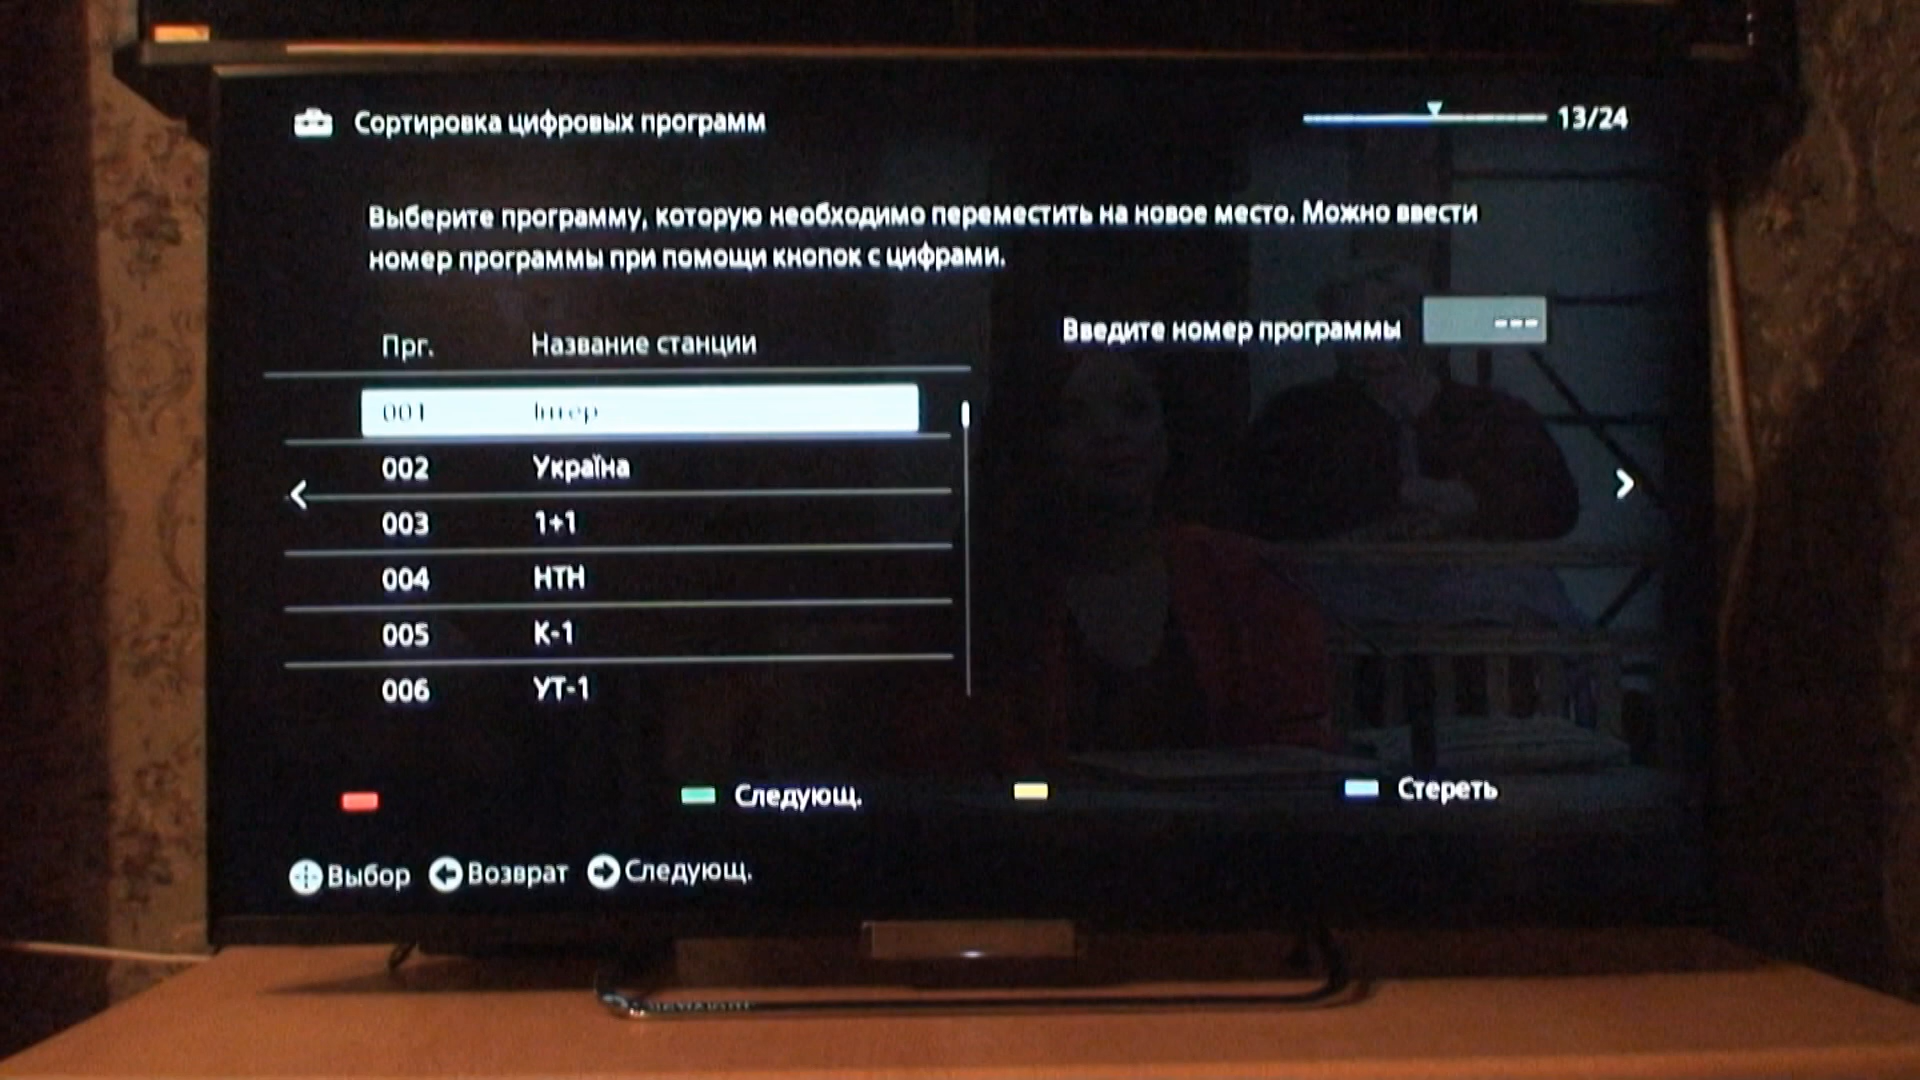 Сортировка цифровых программ
13/24
Выберите программу, которую необходимо переместить на новое место. Можно ввести
номер программы при помощи кнопок с цифрами.
Введите номер программы ---
Прг. Название станции
001 Інтер
002 Україна
003 1+1
004 НТН
005 К-1
006 УТ-1
Следующ.
Стереть
Выбор Возврат Следующ.